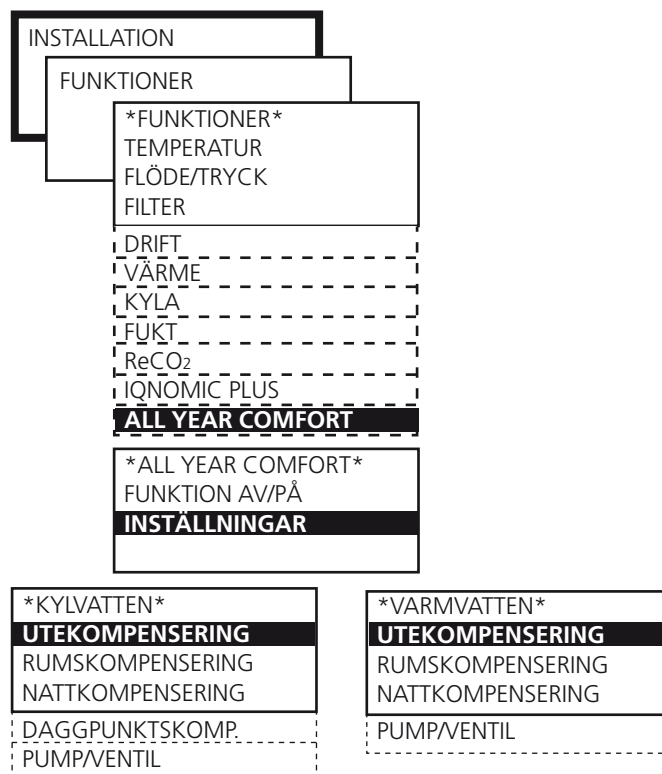 INSTALLATION
FUNKTIONER
*FUNKTIONER*
TEMPERATUR
FLÖDE/TRYCK
FILTER
DRIFT
VÄRME
KYLA
FUKT
ReCO₂
IQNOMIC PLUS
ALL YEAR COMFORT
*ALL YEAR COMFORT*
FUNKTION AV/PÅ
INSTÄLLNINGAR
*KYLVATTEN*
UTEKOMPENSERING
RUMSKOMPENSERING
NATTKOMPENSERING
DAGGPUNKTSKOMP.
PUMP/VENTIL
*VARMVATTEN*
UTEKOMPENSERING
RUMSKOMPENSERING
NATTKOMPENSERING
PUMP/VENTIL